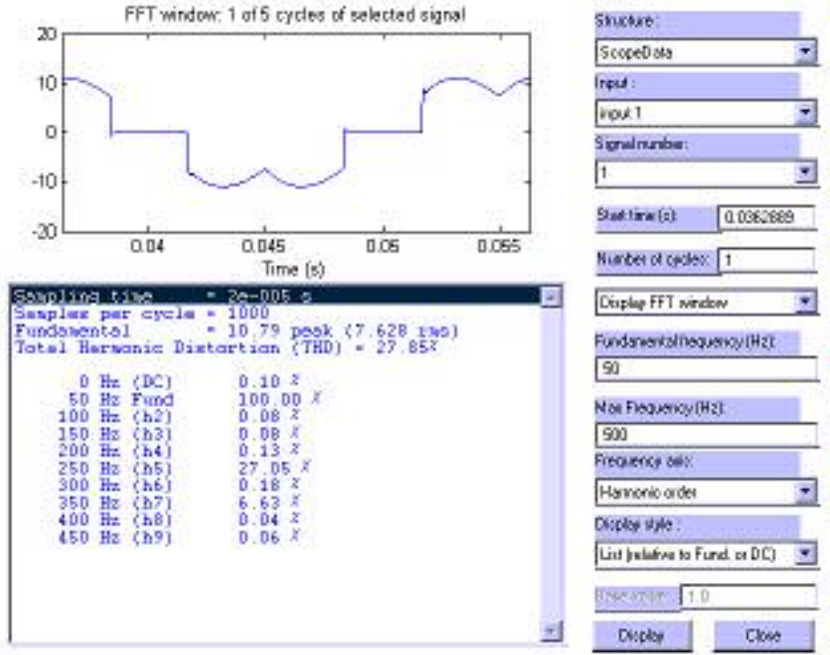 FFT window: 1 of 5 cycles of selected signal
20
10
0
-10
-20
0.04 0.045 0.05 0.055
Time (s)
Sampling time = 2e-005 s
Samples per cycle = 1000
Fundamental = 10.79 peak (7.628 rms)
Total Harmonic Distortion (THD) = 27.85%
0 Hz (DC) 0.10 %
50 Hz Fund 100.00 %
100 Hz (h2) 0.08 %
150 Hz (h3) 0.08 %
200 Hz (h4) 0.13 %
250 Hz (h5) 27.05 %
300 Hz (h6) 0.18 %
350 Hz (h7) 6.63 %
400 Hz (h8) 0.04 %
450 Hz (h9) 0.06 %
Structure :
ScopeData
Input :
input 1
Signal number:
1
Start time (s): 0.0362889
Number of cycles: 1
Display FFT window
Fundamental frequency (Hz):
50
Max Frequency (Hz):
500
Frequency axis:
Harmonic order
Display style :
List (relative to Fund. or DC)
Base value: 1.0
Display
Close